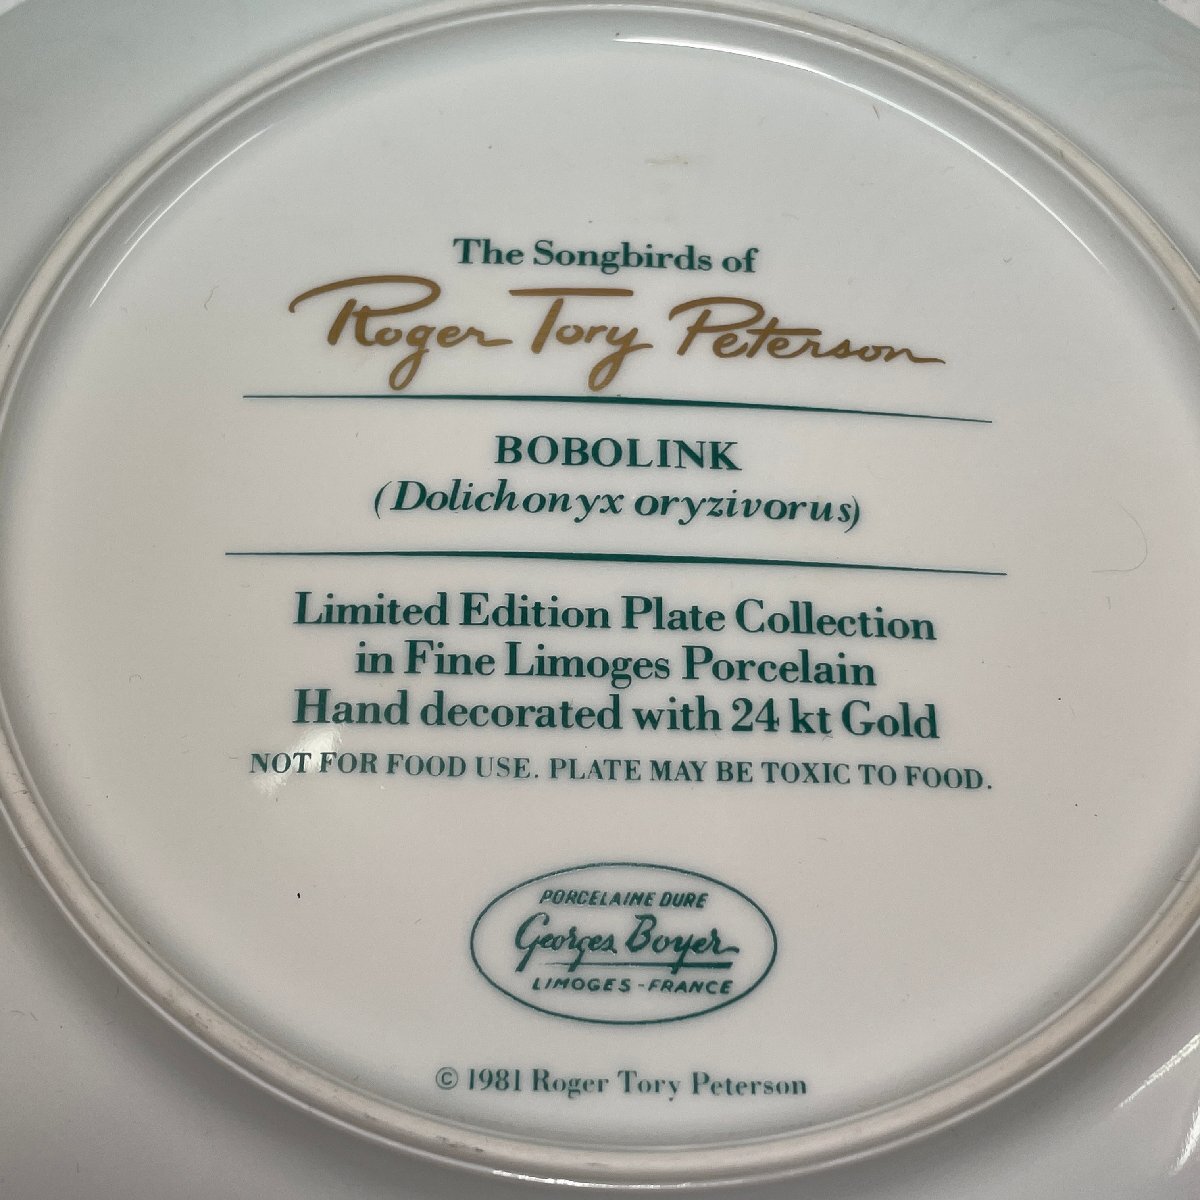 The Songbirds of
Roger Tory Peterson
BOBOLINK
(Dolichonyx oryzivorus)
Limited Edition Plate Collection
in Fine Limoges Porcelain
Hand decorated with 24 kt Gold
NOT FOR FOOD USE. PLATE MAY BE TOXIC TO FOOD.
PORCELAINE DURE
Georges Boyer
LIMOGES - FRANCE
© 1981 Roger Tory Peterson